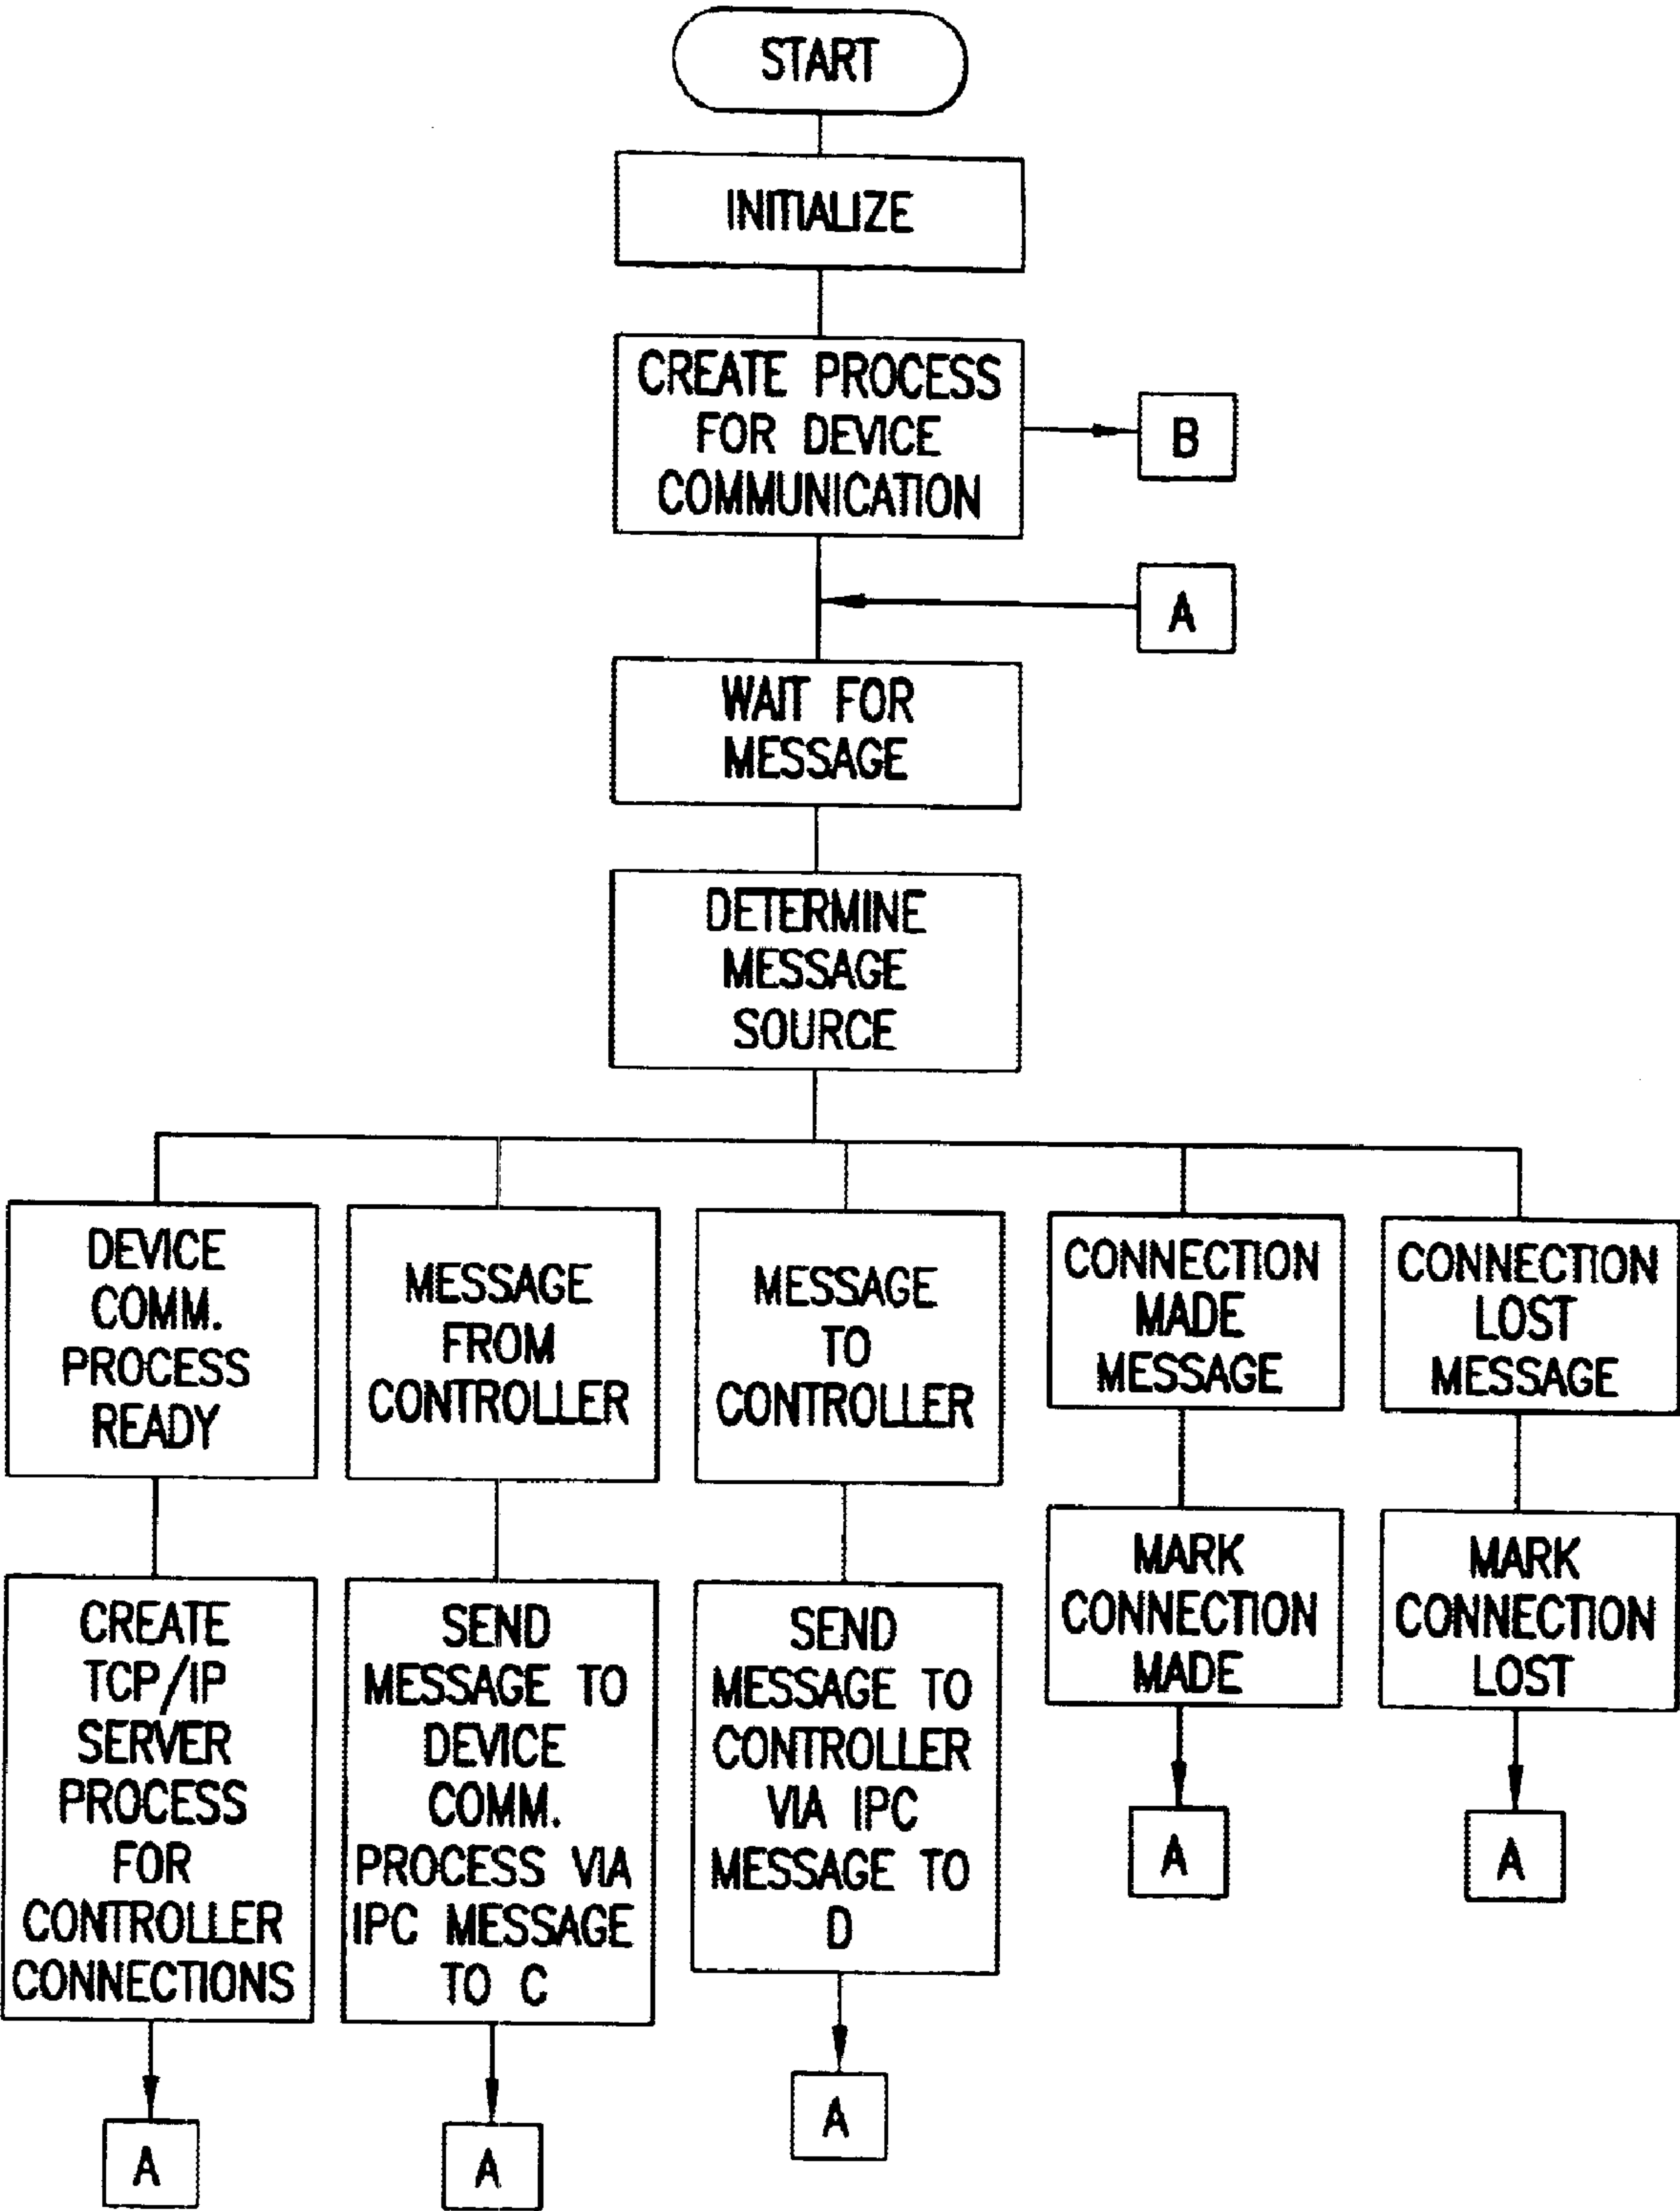 START
INITIALIZE
CREATE PROCESS
FOR DEVICE
COMMUNICATION
B
A
WAIT FOR
MESSAGE
DETERMINE
MESSAGE
SOURCE
DEVICE
COMM.
PROCESS
READY
MESSAGE
FROM
CONTROLLER
MESSAGE
TO
CONTROLLER
CONNECTION
MADE
MESSAGE
CONNECTION
LOST
MESSAGE
CREATE
TCP/IP
SERVER
PROCESS
FOR
CONTROLLER
CONNECTIONS
SEND
MESSAGE TO
DEVICE
COMM.
PROCESS VIA
IPC MESSAGE
TO C
SEND
MESSAGE TO
CONTROLLER
VIA IPC
MESSAGE TO
D
MARK
CONNECTION
MADE
MARK
CONNECTION
LOST
A
A
A
A
A